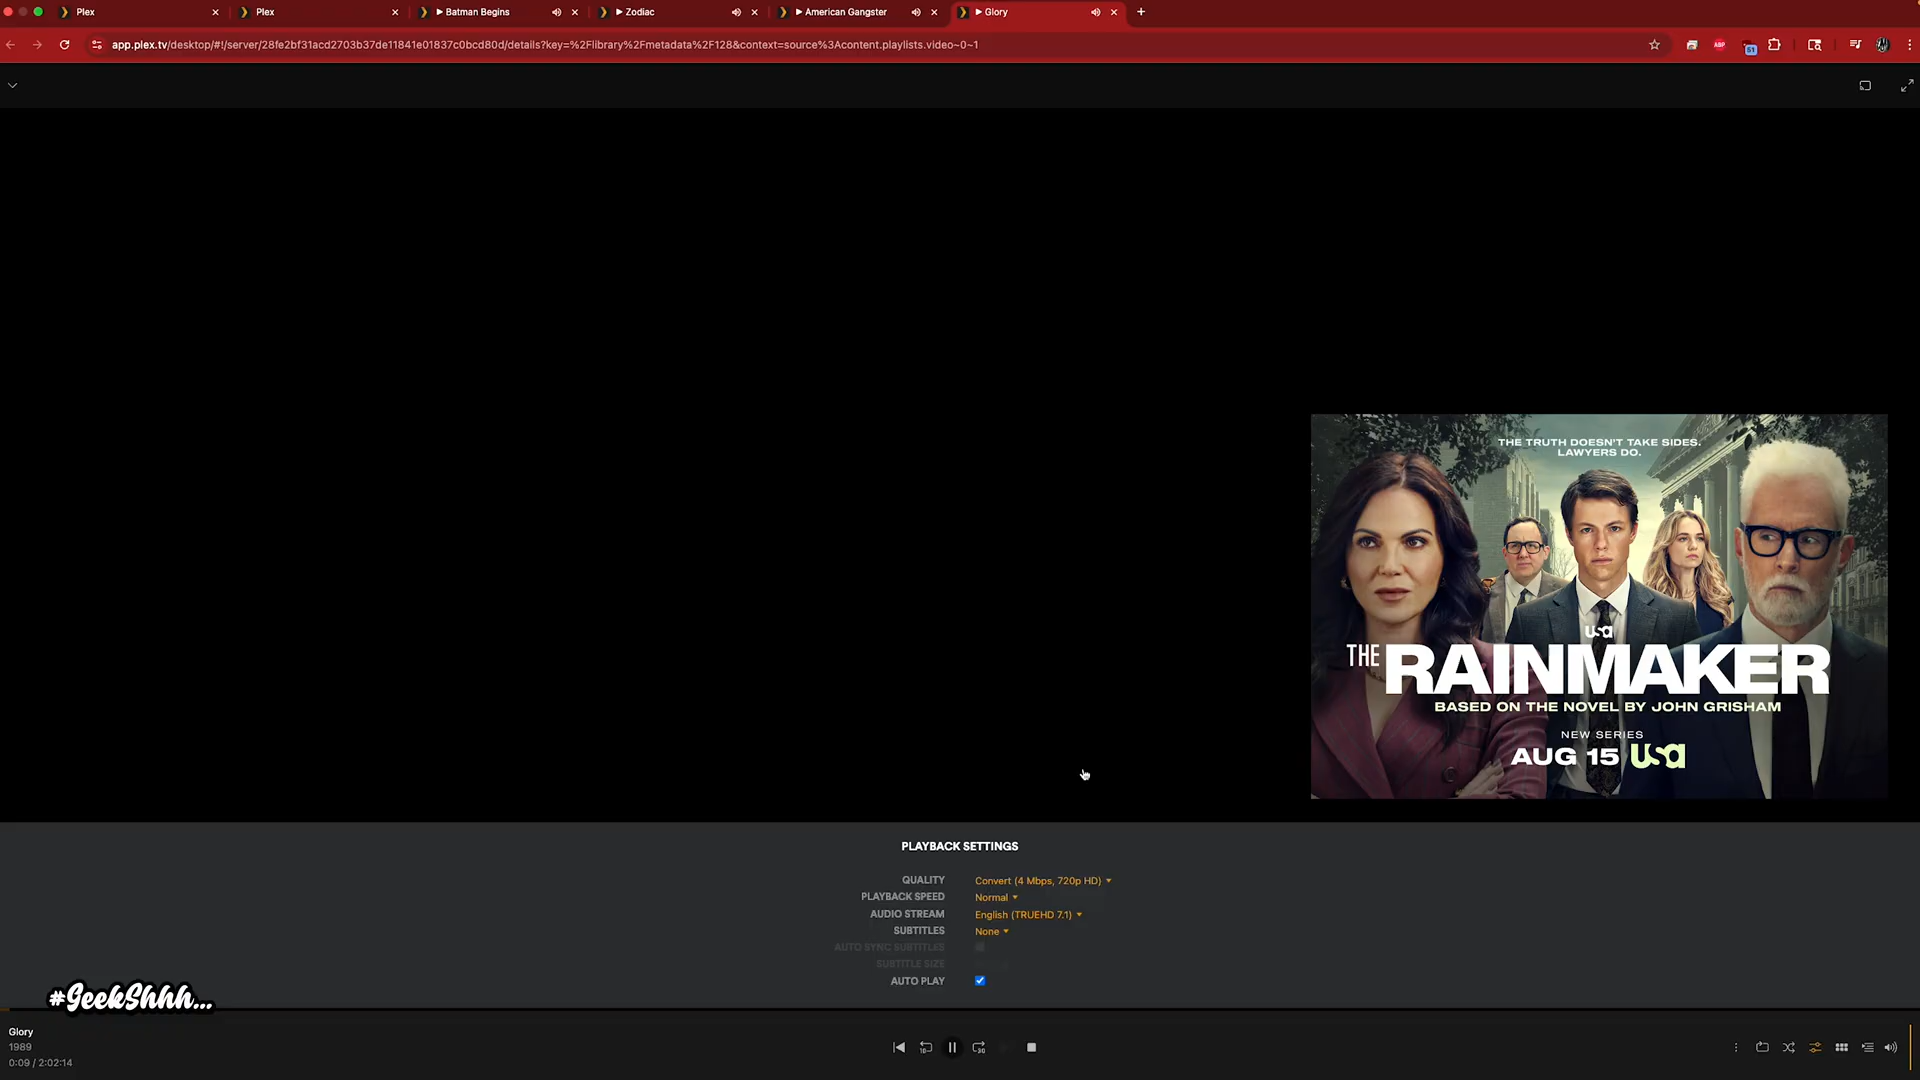 Plex
Plex
Batman Begins
Zodiac
American Gangster
Glory
app.plex.tv/desktop/#!/server/28fe2bf31acd2703b37de11841e01837c0bcd80d/details?key=%2Flibrary%2Fmetadata%2F128&context=source%3Acontent.playlists.video~0~1
ABP
51
THE TRUTH DOESN'T TAKE SIDES.
LAWYERS DO.
usa
THE RAINMAKER
BASED ON THE NOVEL BY JOHN GRISHAM
NEW SERIES
AUG 15 usa
PLAYBACK SETTINGS
QUALITY Convert (4 Mbps, 720p HD)
PLAYBACK SPEED Normal
AUDIO STREAM English (TRUEHD 7.1)
SUBTITLES None
AUTO SYNC SUBTITLES
SUBTITLE SIZE
AUTO PLAY
#GeekShhh...
Glory
1989
0:09 / 2:02:14
10
30